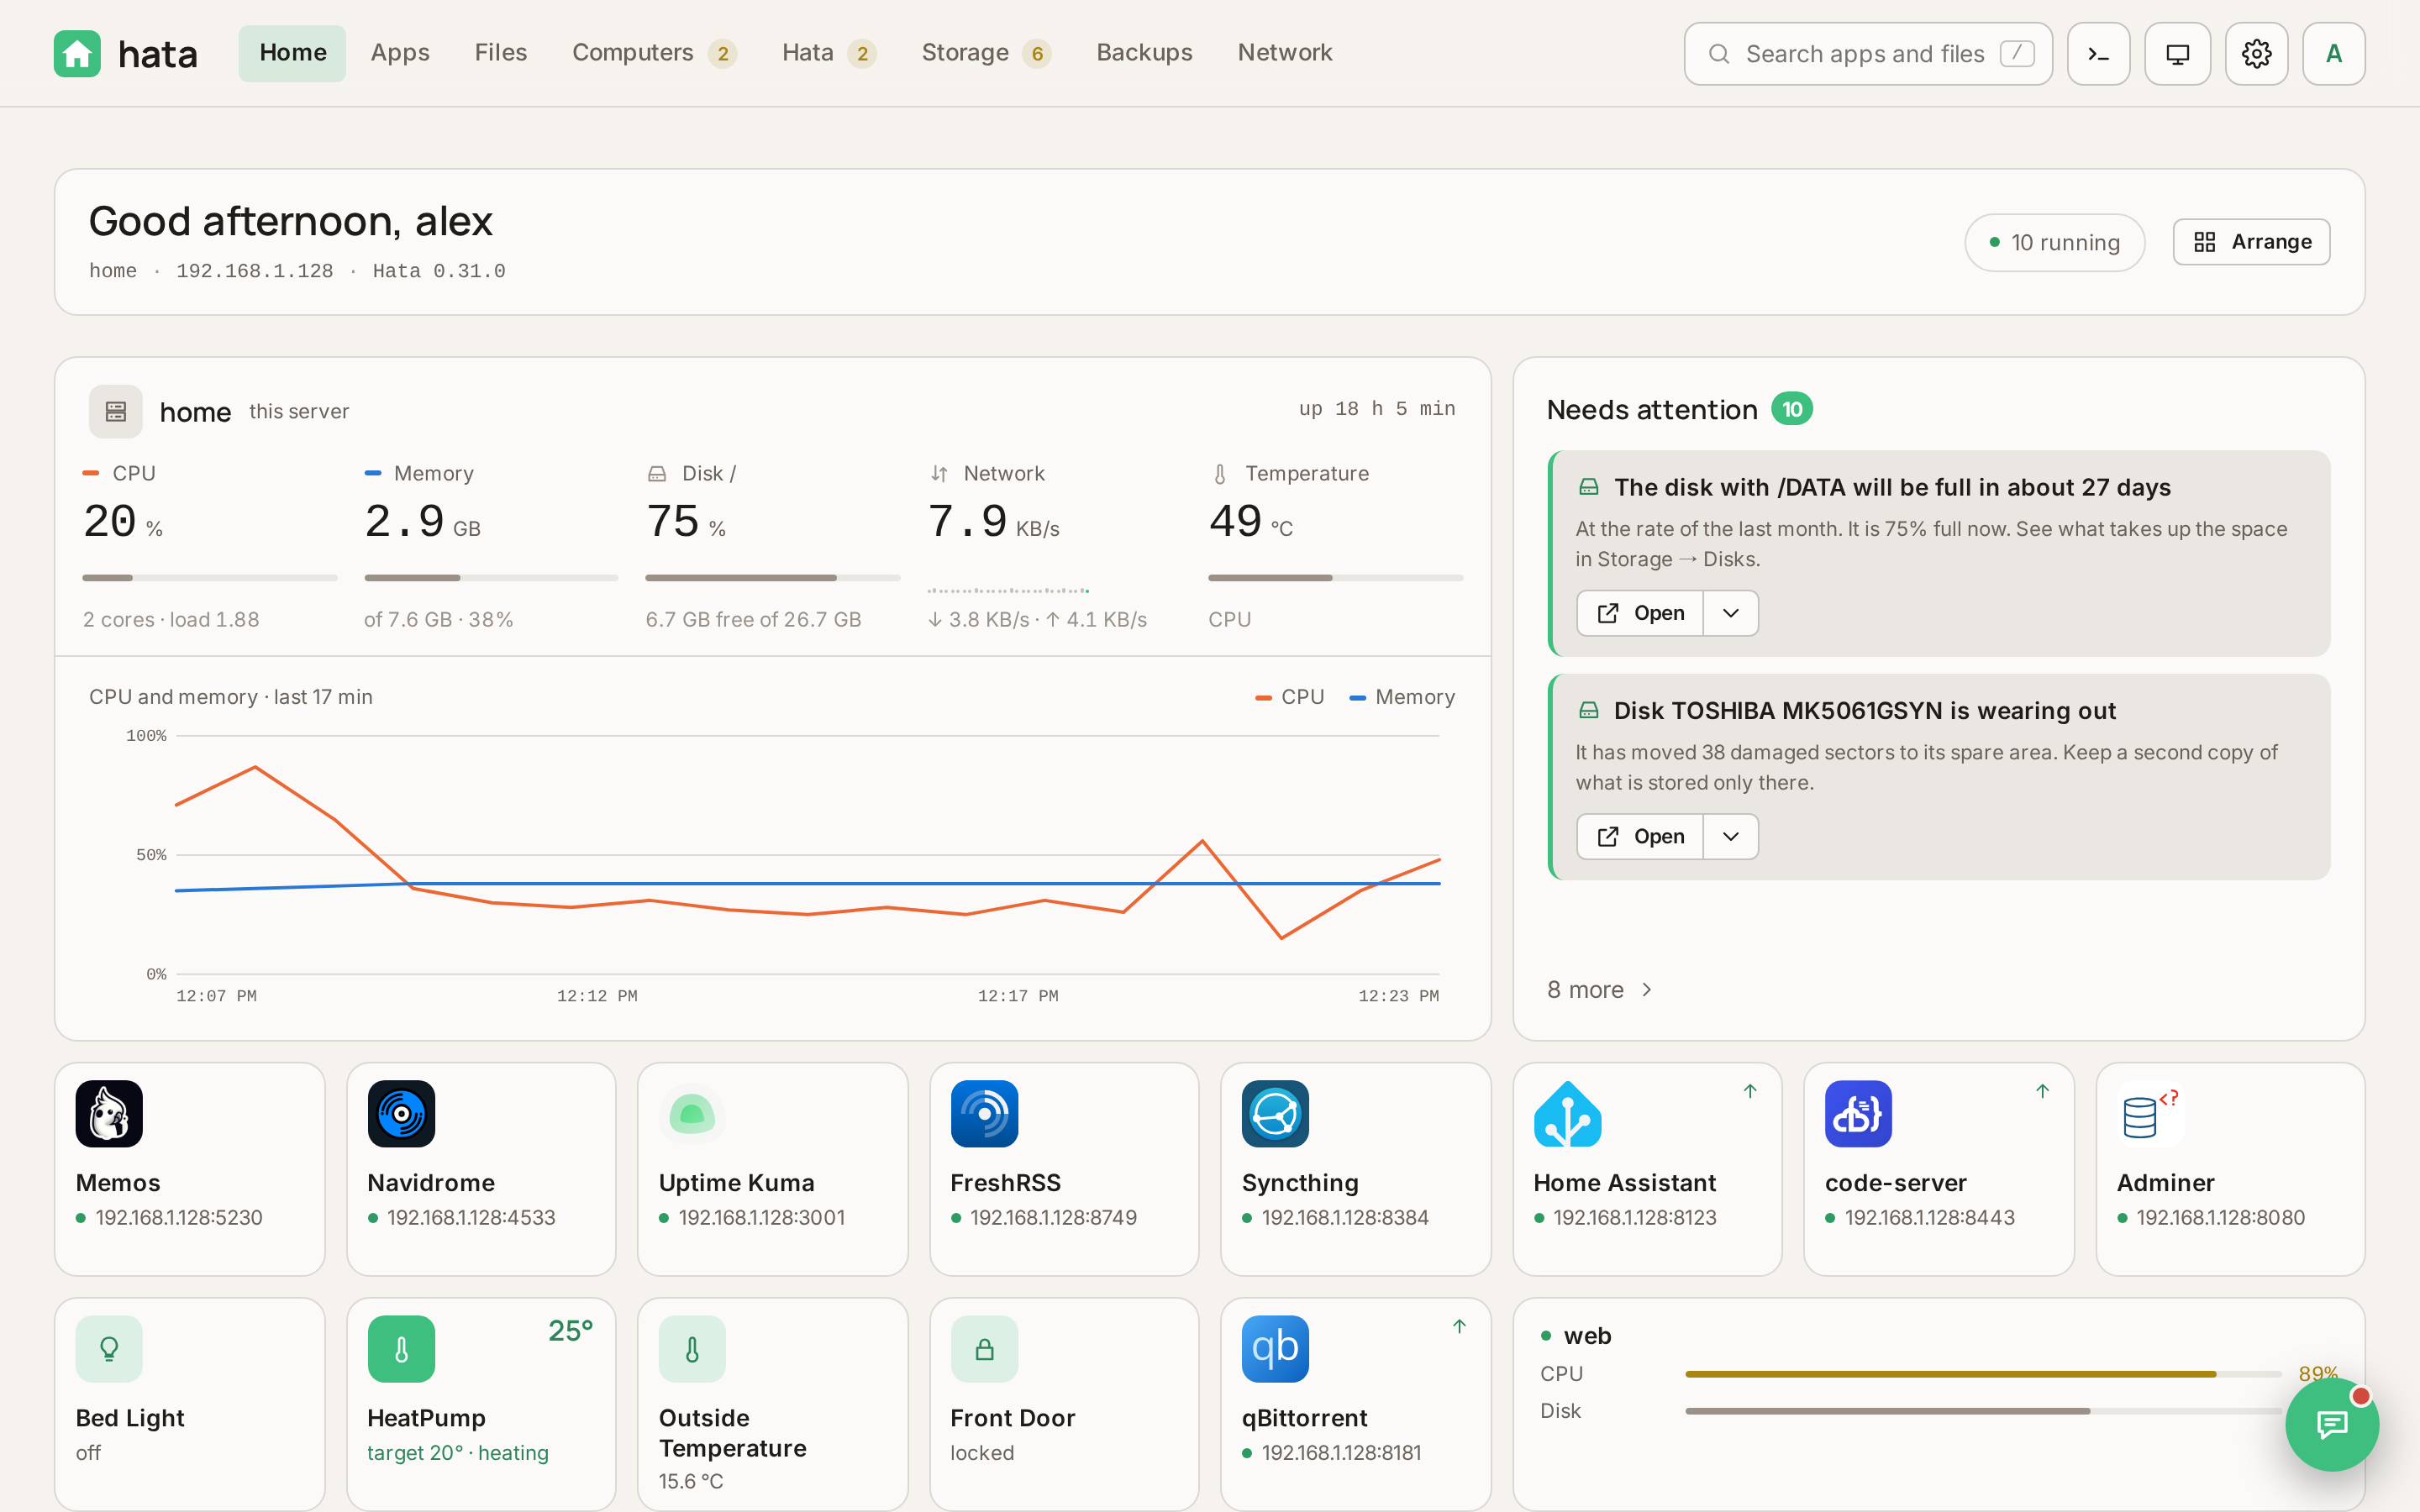 hata
Home
Apps
Files
Computers 2
Hata 2
Storage 6
Backups
Network
Search apps and files /
A
Good afternoon, alex
home · 192.168.1.128 · Hata 0.31.0
10 running
Arrange
home this server
up 18 h 5 min
CPU
20 %
2 cores · load 1.88
Memory
2.9 GB
of 7.6 GB · 38%
Disk /
75 %
6.7 GB free of 26.7 GB
Network
7.9 KB/s
↓ 3.8 KB/s · ↑ 4.1 KB/s
Temperature
49 °C
CPU
CPU and memory · last 17 min
CPU
Memory
100%
50%
0%
12:07 PM
12:12 PM
12:17 PM
12:23 PM
Needs attention 10
The disk with /DATA will be full in about 27 days
At the rate of the last month. It is 75% full now. See what takes up the space
in Storage → Disks.
Open
Disk TOSHIBA MK5061GSYN is wearing out
It has moved 38 damaged sectors to its spare area. Keep a second copy of
what is stored only there.
Open
8 more
Memos
192.168.1.128:5230
Navidrome
192.168.1.128:4533
Uptime Kuma
192.168.1.128:3001
FreshRSS
192.168.1.128:8749
Syncthing
192.168.1.128:8384
Home Assistant
192.168.1.128:8123
code-server
192.168.1.128:8443
<?
Adminer
192.168.1.128:8080
Bed Light
off
25°
HeatPump
target 20° · heating
Outside
Temperature
15.6 °C
Front Door
locked
qb
qBittorrent
192.168.1.128:8181
web
CPU
89%
Disk